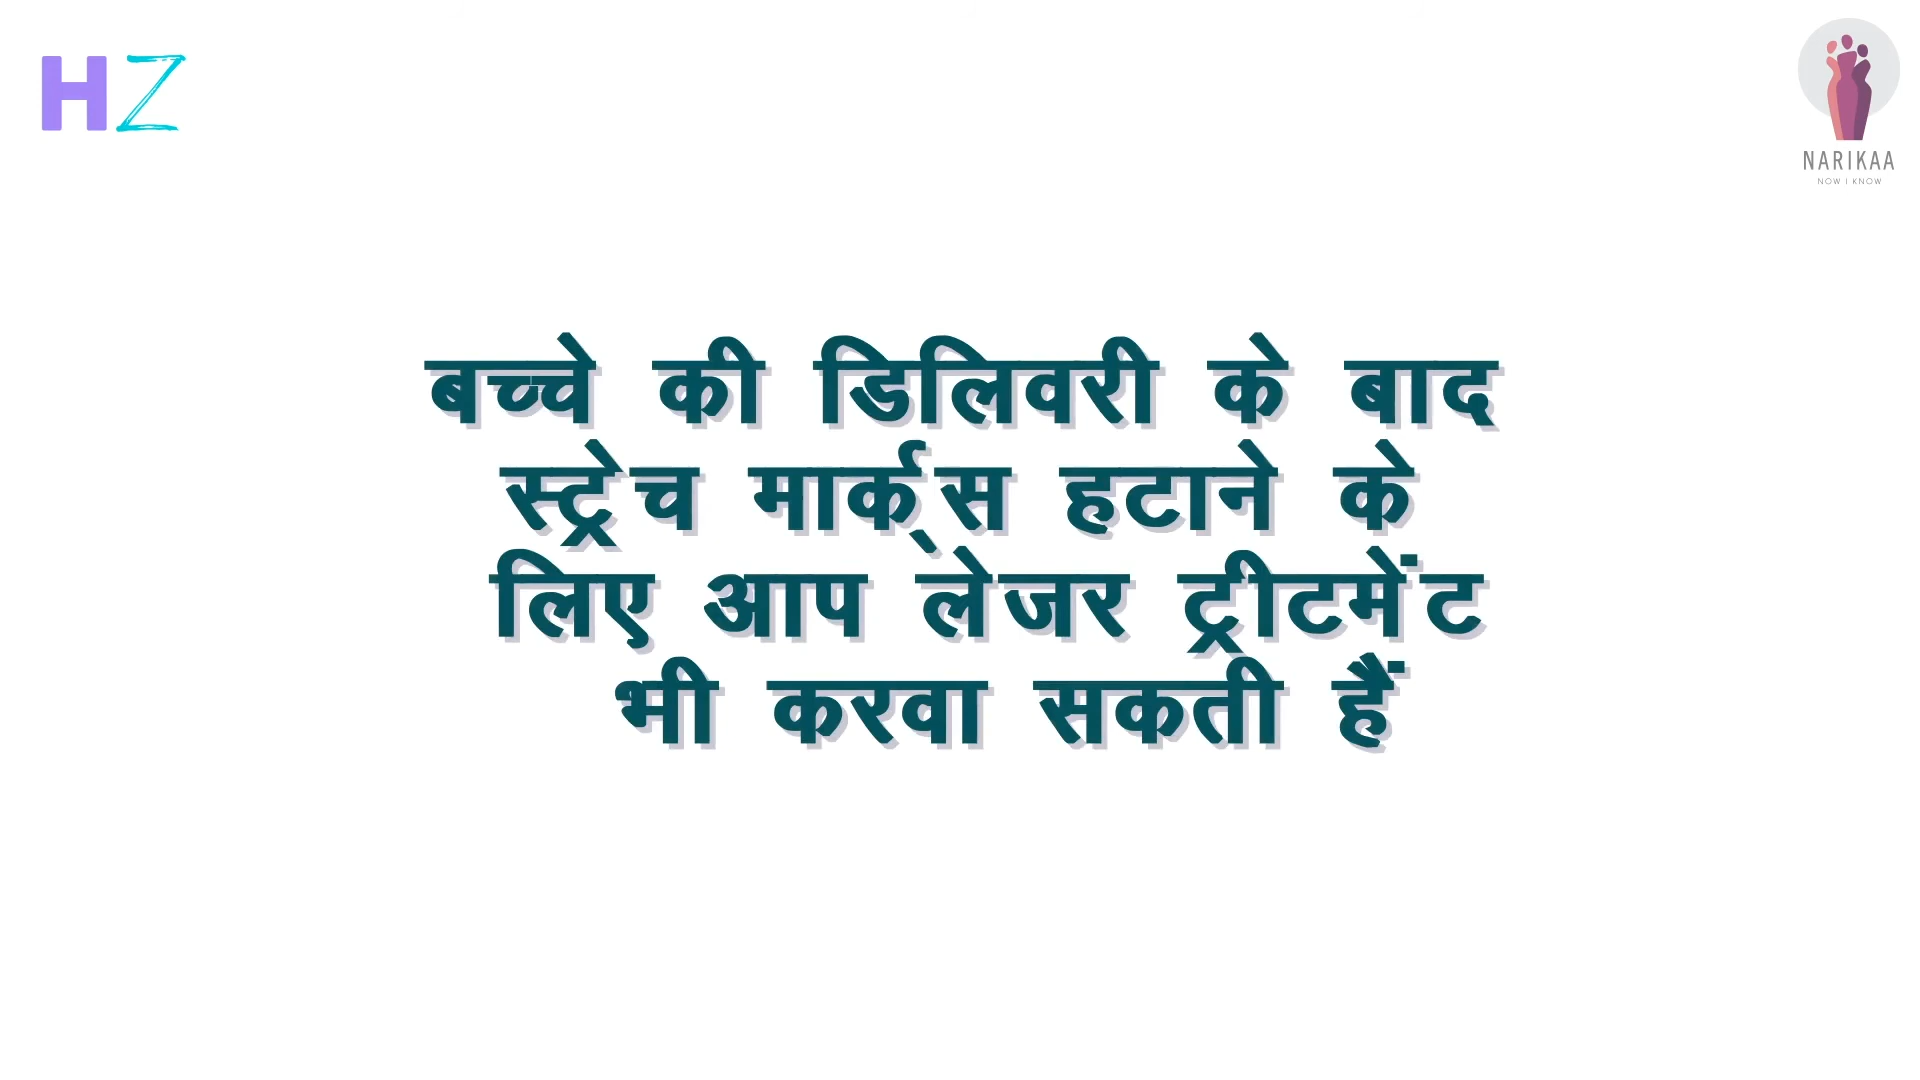 HZ
NARIKAA
NOW I KNOW
बच्चे की डिलिवरी के बाद
स्ट्रेच मार्क्स हटाने के
लिए आप लेजर ट्रीटमेंट
भी करवा सकती हैं